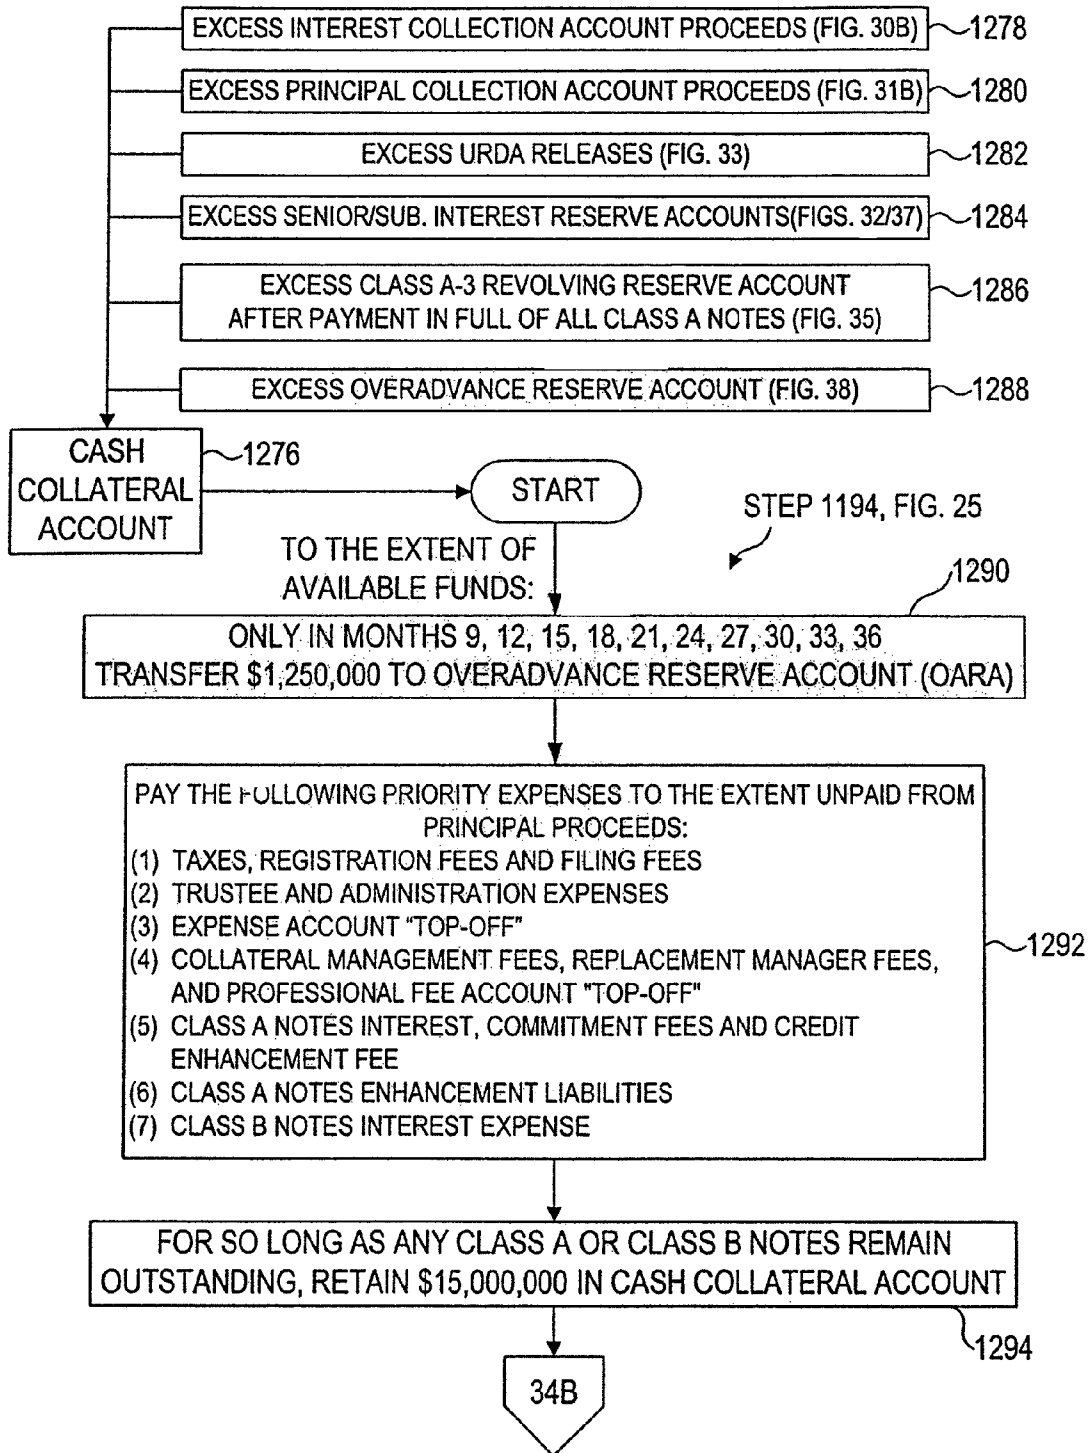 EXCESS INTEREST COLLECTION ACCOUNT PROCEEDS (FIG. 30B) 1278
EXCESS PRINCIPAL COLLECTION ACCOUNT PROCEEDS (FIG. 31B) 1280
EXCESS URDA RELEASES (FIG. 33) 1282
EXCESS SENIOR/SUB. INTEREST RESERVE ACCOUNTS(FIGS. 32/37) 1284
EXCESS CLASS A-3 REVOLVING RESERVE ACCOUNT 1286
AFTER PAYMENT IN FULL OF ALL CLASS A NOTES (FIG. 35)
EXCESS OVERADVANCE RESERVE ACCOUNT (FIG. 38) 1288
CASH
COLLATERAL
ACCOUNT
1276
START
STEP 1194, FIG. 25
TO THE EXTENT OF
AVAILABLE FUNDS:
1290
ONLY IN MONTHS 9, 12, 15, 18, 21, 24, 27, 30, 33, 36
TRANSFER $1,250,000 TO OVERADVANCE RESERVE ACCOUNT (OARA)
PAY THE FOLLOWING PRIORITY EXPENSES TO THE EXTENT UNPAID FROM
PRINCIPAL PROCEEDS:
(1) TAXES, REGISTRATION FEES AND FILING FEES
(2) TRUSTEE AND ADMINISTRATION EXPENSES
(3) EXPENSE ACCOUNT "TOP-OFF"
(4) COLLATERAL MANAGEMENT FEES, REPLACEMENT MANAGER FEES,
AND PROFESSIONAL FEE ACCOUNT "TOP-OFF"
(5) CLASS A NOTES INTEREST, COMMITMENT FEES AND CREDIT
ENHANCEMENT FEE
(6) CLASS A NOTES ENHANCEMENT LIABILITIES
(7) CLASS B NOTES INTEREST EXPENSE
1292
FOR SO LONG AS ANY CLASS A OR CLASS B NOTES REMAIN
OUTSTANDING, RETAIN $15,000,000 IN CASH COLLATERAL ACCOUNT
1294
34B